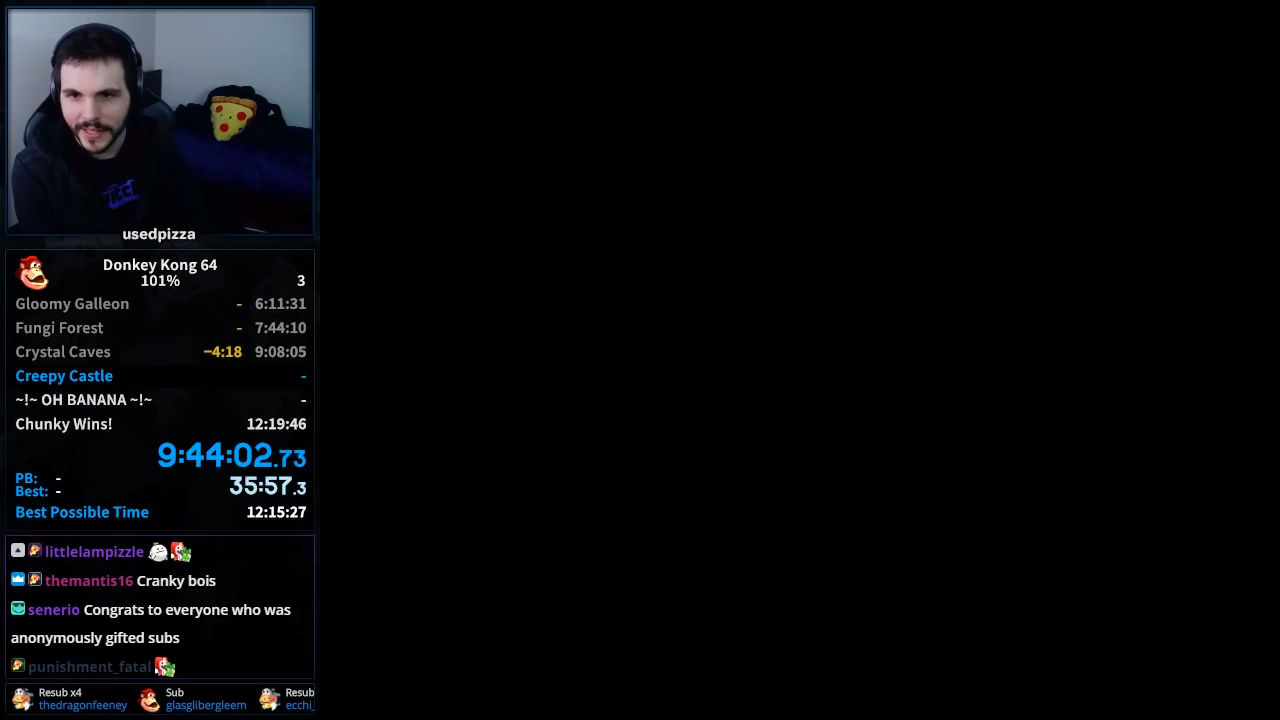 usedpizza
Donkey Kong 64
101% 3
Gloomy Galleon - 6:11:31
Fungi Forest - 7:44:10
Crystal Caves −4:18 9:08:05
Creepy Castle -
~!~ OH BANANA ~!~ -
Chunky Wins! 12:19:46
9:44:02.73
PB: - 35:57.3
Best: -
Best Possible Time 12:15:27
littlelampizzle
themantis16 Cranky bois
senerio Congrats to everyone who was
anonymously gifted subs
punishment_fatal
Resub x4 Sub Resub
thedragonfeeney glasglibergleem ecchi_